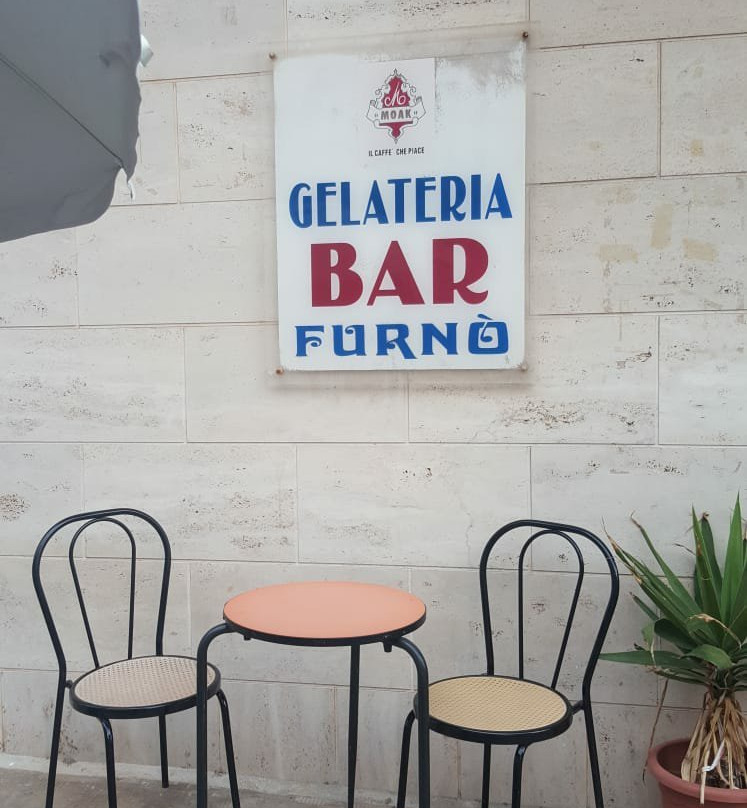 M
MOAK
IL CAFFE' CHE PIACE
GELATERIA
BAR
FURNÒ